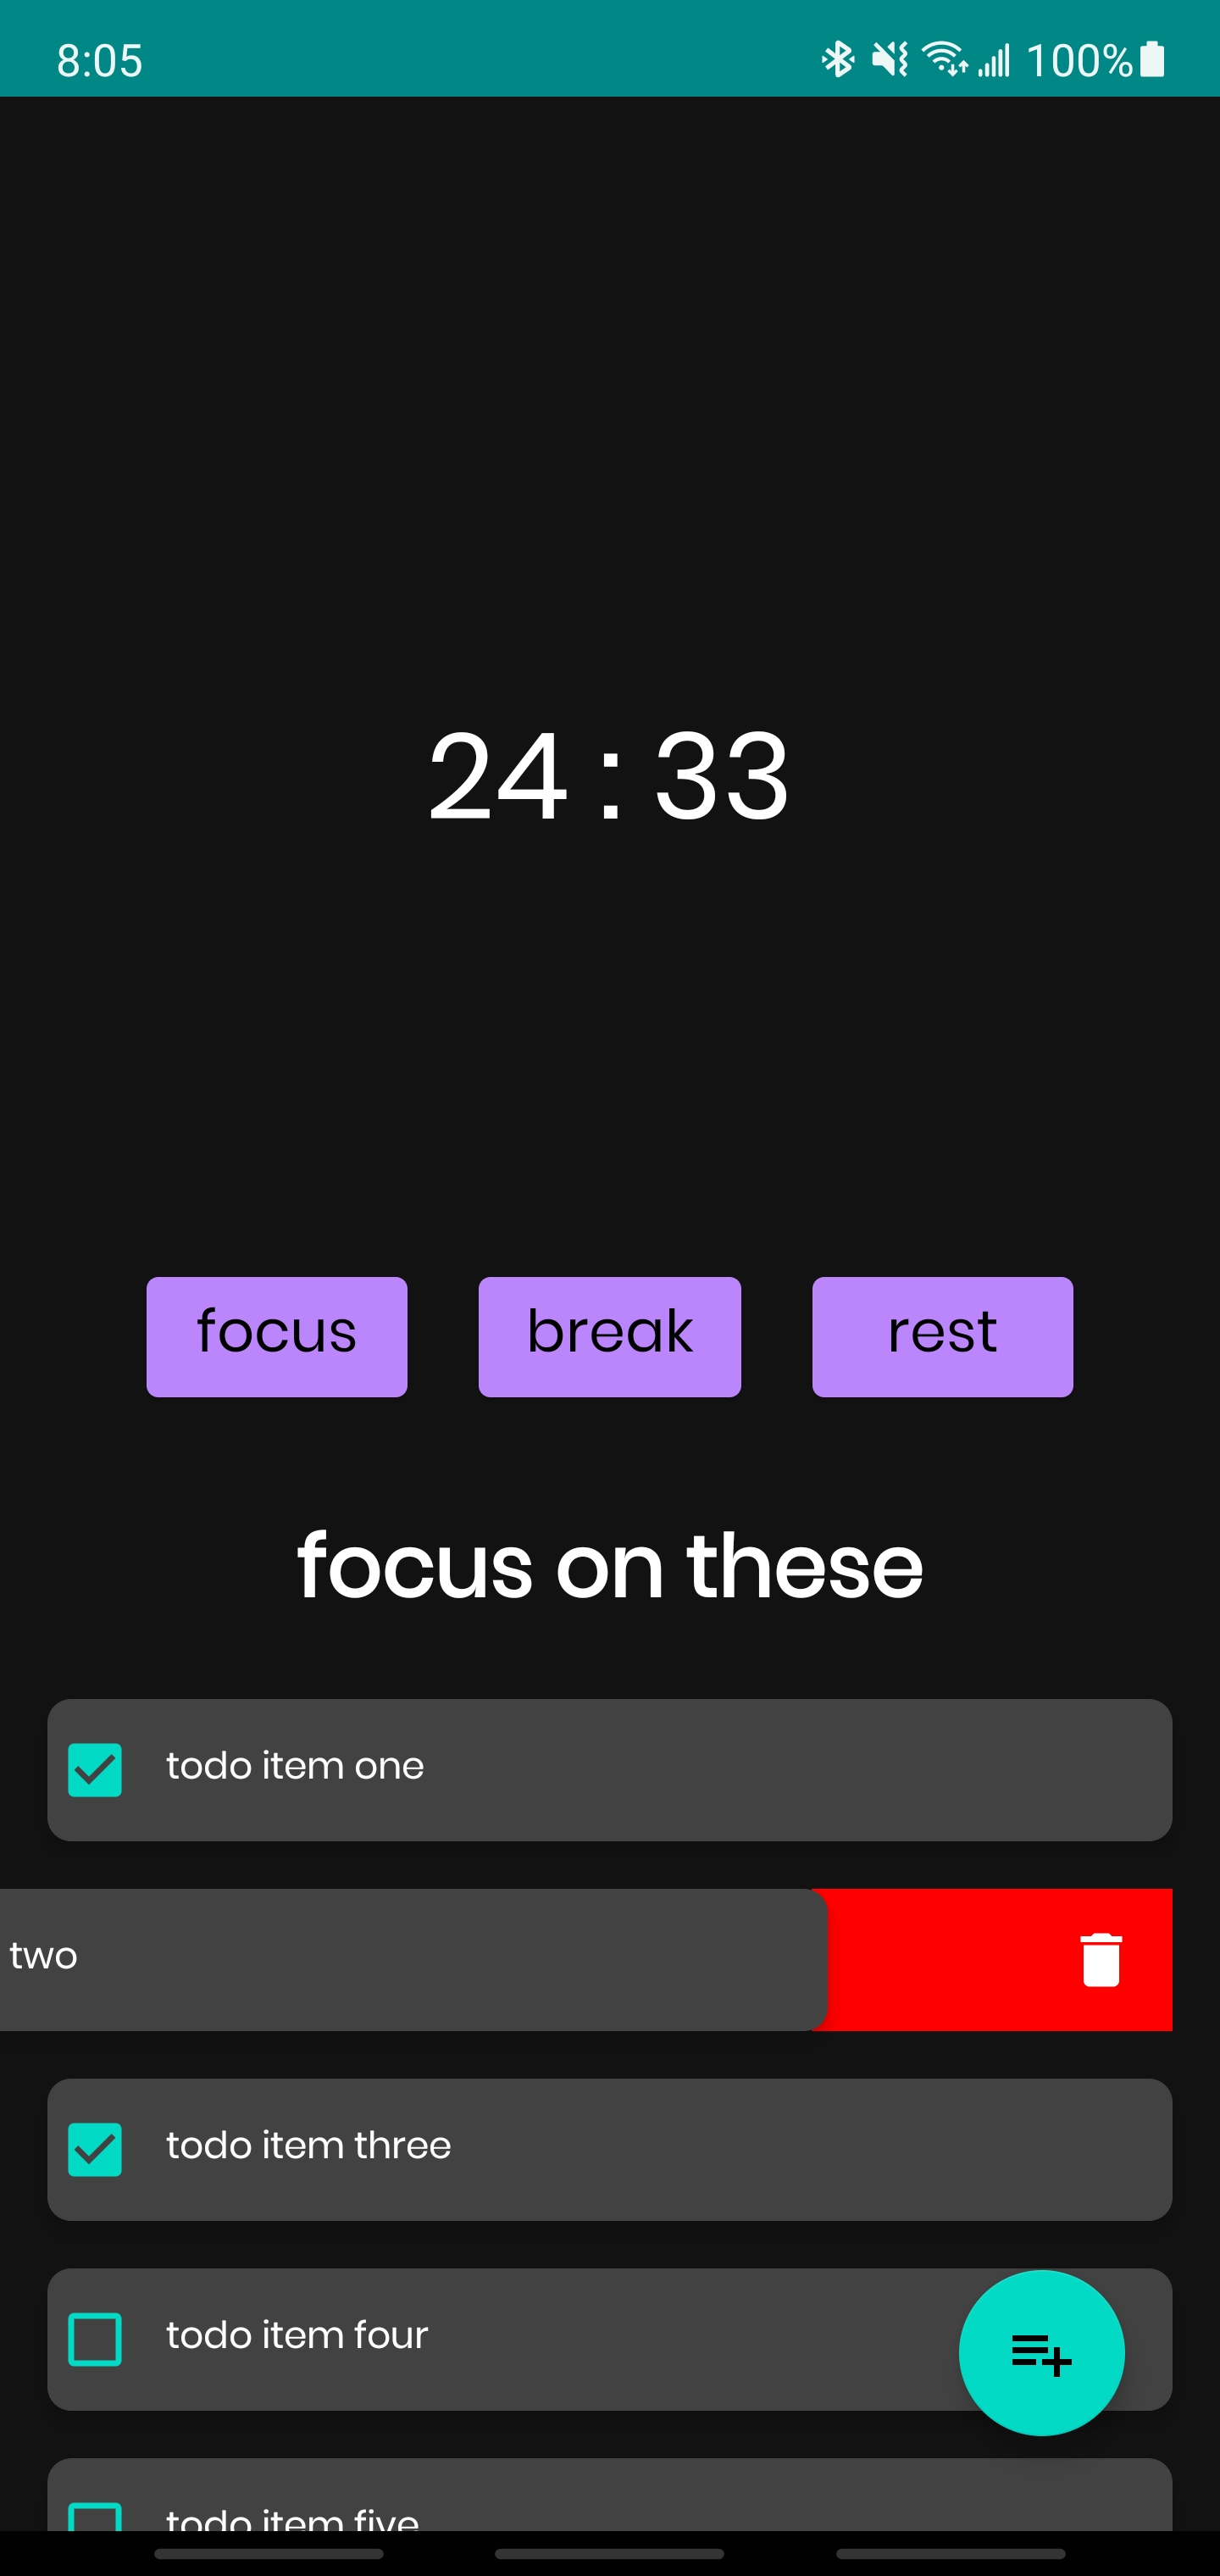 8:05 100%
24 : 33
focus break rest
focus on these
todo item one
two
todo item three
todo item four
todo item five